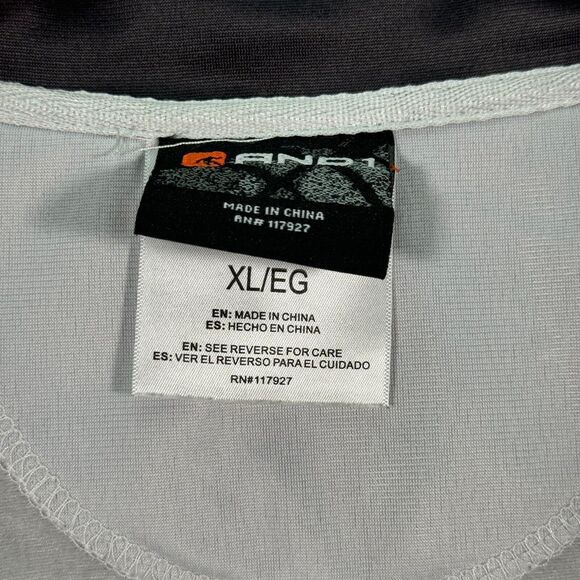 AND1
MADE IN CHINA
RN# 117927
XL/EG
EN: MADE IN CHINA
ES: HECHO EN CHINA
EN: SEE REVERSE FOR CARE
ES: VER EL REVERSO PARA EL CUIDADO
RN#117927